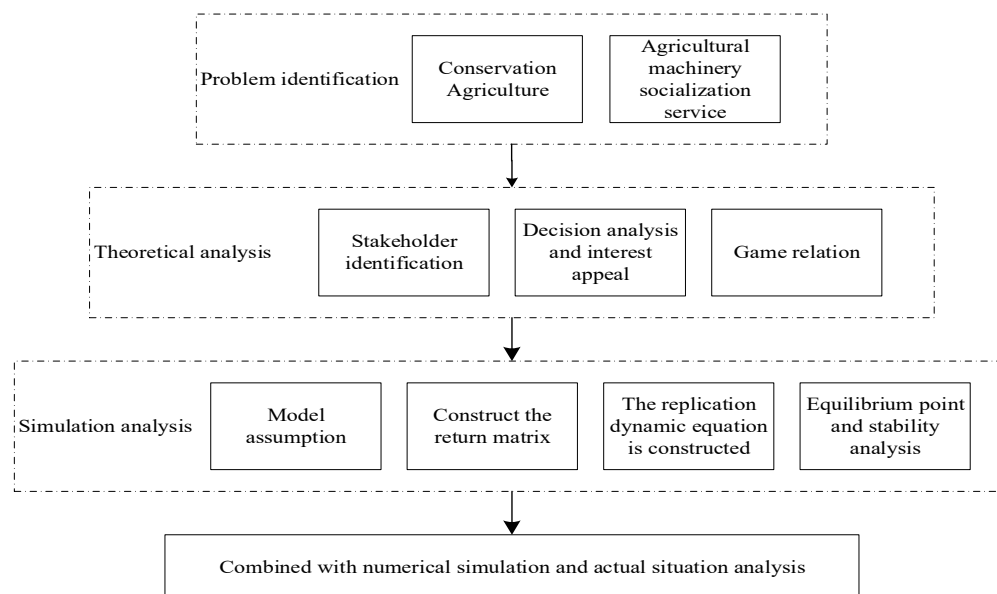 Problem identification
Conservation
Agriculture
Agricultural
machinery
socialization
service
Theoretical analysis
Stakeholder
identification
Decision analysis
and interest
appeal
Game relation
Simulation analysis
Model
assumption
Construct the
return matrix
The replication
dynamic equation
is constructed
Equilibrium point
and stability
analysis
Combined with numerical simulation and actual situation analysis